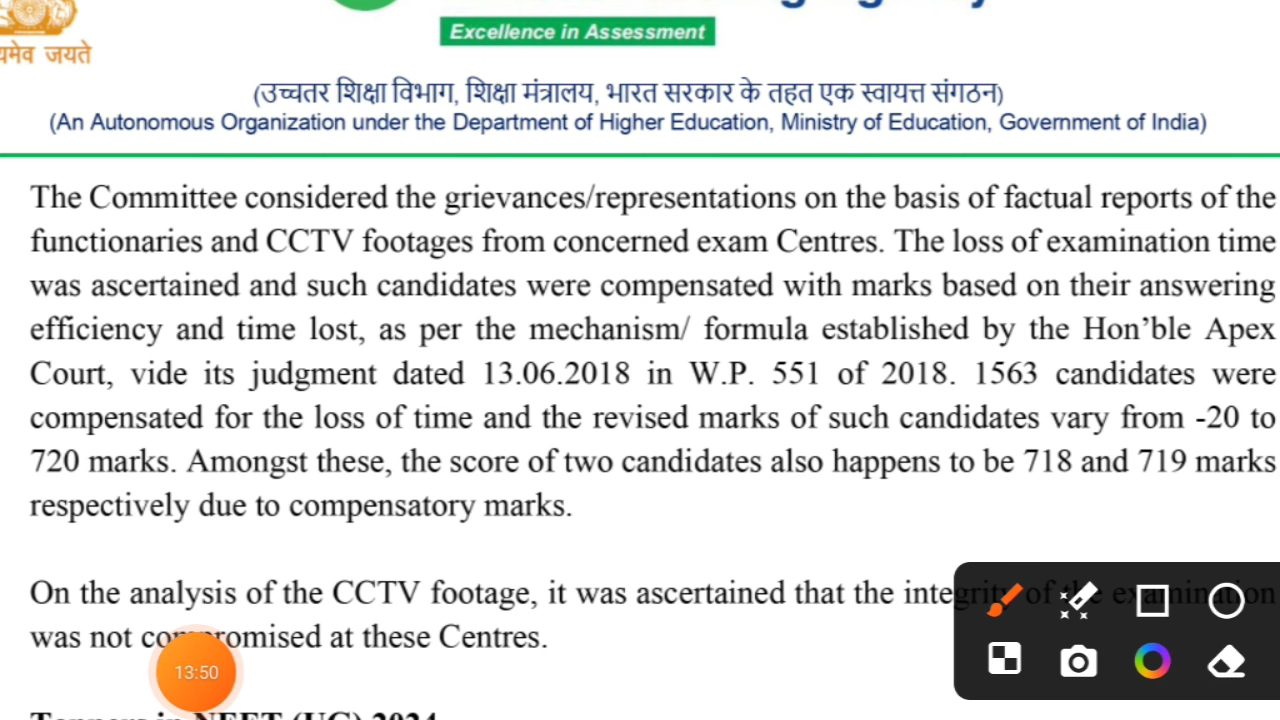 यमेव जयते
Excellence in Assessment
(उच्चतर शिक्षा विभाग, शिक्षा मंत्रालय, भारत सरकार के तहत एक स्वायत्त संगठन)
(An Autonomous Organization under the Department of Higher Education, Ministry of Education, Government of India)
The Committee considered the grievances/representations on the basis of factual reports of the
functionaries and CCTV footages from concerned exam Centres. The loss of examination time
was ascertained and such candidates were compensated with marks based on their answering
efficiency and time lost, as per the mechanism/ formula established by the Hon’ble Apex
Court, vide its judgment dated 13.06.2018 in W.P. 551 of 2018. 1563 candidates were
compensated for the loss of time and the revised marks of such candidates vary from -20 to
720 marks. Amongst these, the score of two candidates also happens to be 718 and 719 marks
respectively due to compensatory marks.
On the analysis of the CCTV footage, it was ascertained that the integrity of the examination
was not compromised at these Centres.
13:50
Toppers in NEET (UG) 2024